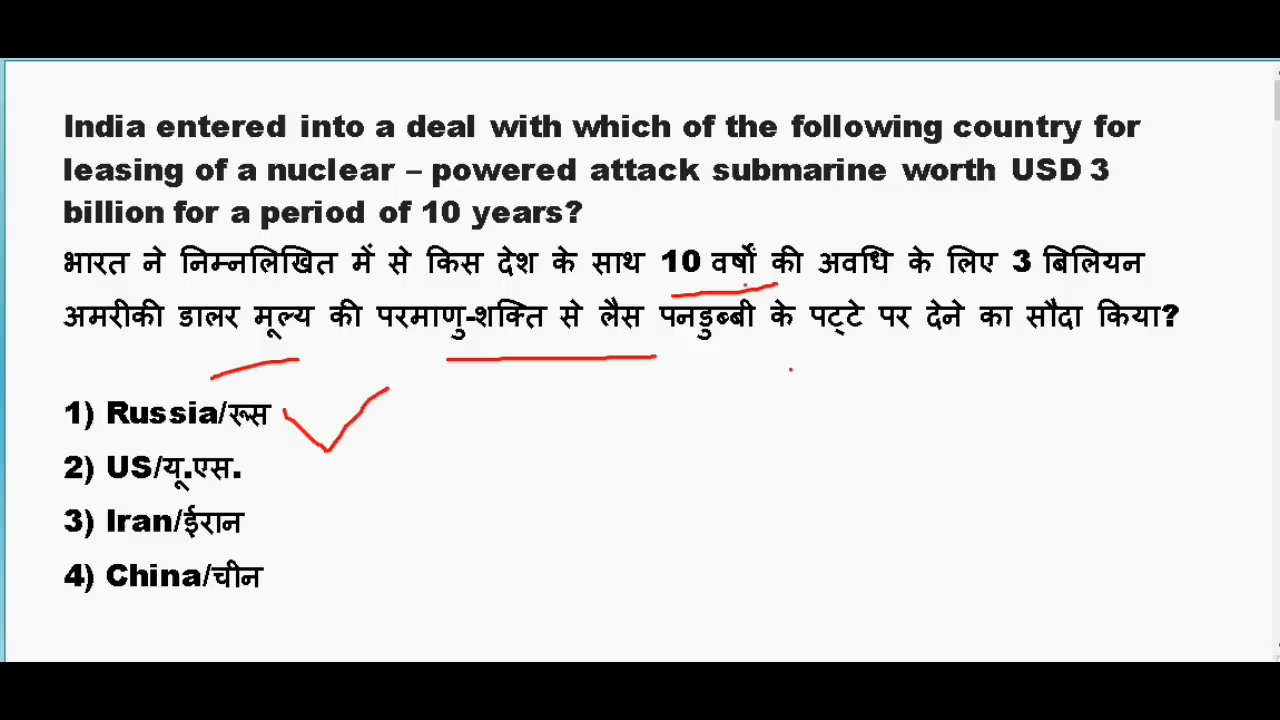 India entered into a deal with which of the following country for
leasing of a nuclear – powered attack submarine worth USD 3
billion for a period of 10 years?
भारत ने निम्नलिखित में से किस देश के साथ 10 वर्षों की अवधि के लिए 3 बिलियन
अमरीकी डालर मूल्य की परमाणु-शक्ति से लैस पनडुब्बी के पट्टे पर देने का सौदा किया?
1) Russia/रूस
2) US/यू.एस.
3) Iran/ईरान
4) China/चीन